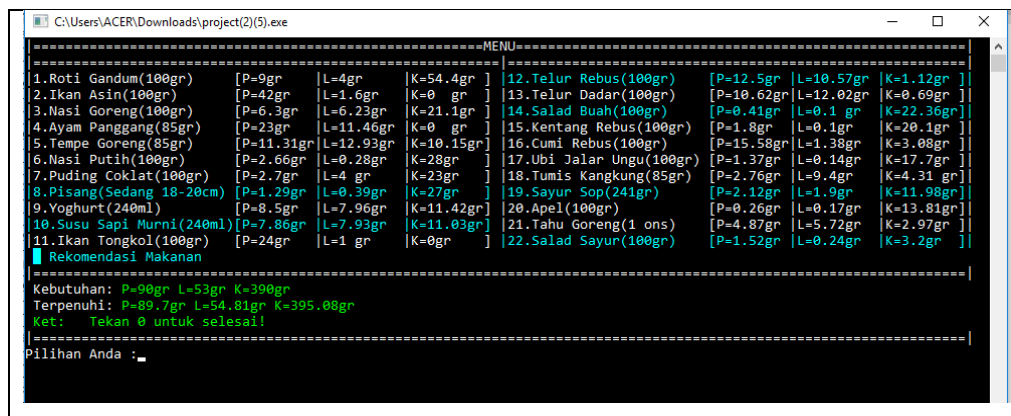 C:\Users\ACER\Downloads\project(2)(5).exe
|========================================================MENU========================================================|
|==========================================================|=========================================================|
|1.Roti Gandum(100gr) [P=9gr |L=4gr |K=54.4gr ] |12.Telur Rebus(100gr) [P=12.5gr |L=10.57gr |K=1.12gr ]|
|2.Ikan Asin(100gr) [P=42gr |L=1.6gr |K=0 gr ] |13.Telur Dadar(100gr) [P=10.62gr|L=12.02gr |K=0.69gr ]|
|3.Nasi Goreng(100gr) [P=6.3gr |L=6.23gr |K=21.1gr ] |14.Salad Buah(100gr) [P=0.41gr |L=0.1 gr |K=22.36gr]|
|4.Ayam Panggang(85gr) [P=23gr |L=11.46gr |K=0 gr ] |15.Kentang Rebus(100gr) [P=1.8gr |L=0.1gr |K=20.1gr ]|
|5.Tempe Goreng(85gr) [P=11.31gr|L=12.93gr |K=10.15gr] |16.Cumi Rebus(100gr) [P=15.58gr|L=1.38gr |K=3.08gr ]|
|6.Nasi Putih(100gr) [P=2.66gr |L=0.28gr |K=28gr ] |17.Ubi Jalar Ungu(100gr) [P=1.37gr |L=0.14gr |K=17.7gr ]|
|7.Puding Coklat(100gr) [P=2.7gr |L=4 gr |K=23gr ] |18.Tumis Kangkung(85gr) [P=2.76gr |L=9.4gr |K=4.31 gr]|
|8.Pisang(Sedang 18-20cm) [P=1.29gr |L=0.39gr |K=27gr ] |19.Sayur Sop(241gr) [P=2.12gr |L=1.9gr |K=11.98gr]|
|9.Yoghurt(240ml) [P=8.5gr |L=7.96gr |K=11.42gr] |20.Apel(100gr) [P=0.26gr |L=0.17gr |K=13.81gr]|
|10.Susu Sapi Murni(240ml)[P=7.86gr |L=7.93gr |K=11.03gr] |21.Tahu Goreng(1 ons) [P=4.87gr |L=5.72gr |K=2.97gr ]|
|11.Ikan Tongkol(100gr) [P=24gr |L=1 gr |K=0gr ] |22.Salad Sayur(100gr) [P=1.52gr |L=0.24gr |K=3.2gr ]|
Rekomendasi Makanan
|====================================================================================================================|
Kebutuhan: P=90gr L=53gr K=390gr
Terpenuhi: P=89.7gr L=54.81gr K=395.08gr
Ket: Tekan 0 untuk selesai!
|====================================================================================================================|
Pilihan Anda :_